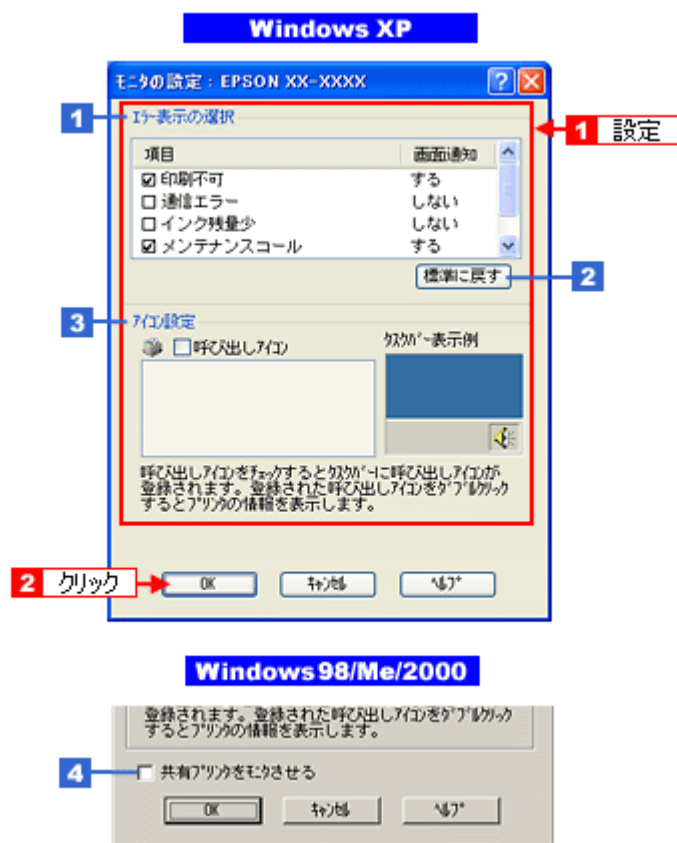 Windows XP
モニタの設定:EPSON XX-XXXX
1 エラー表示の選択
1 設定
項目 画面通知
印刷不可 する
通信エラー しない
インク残量少 しない
メンテナンスコール する
標準に戻す 2
3 アイコン設定
呼び出しアイコン タスクバー表示例
呼び出しアイコンをチェックするとタスクバーに呼び出しアイコンが
登録されます。登録された呼び出しアイコンをダブルクリック
するとプリンタの情報を表示します。
2 クリック OK キャンセル ヘルプ
Windows98/Me/2000
登録されます。登録された呼び出しアイコンをダブルクリック
するとプリンタの情報を表示します。
4 共有プリンタをモニタさせる
OK キャンセル ヘルプ